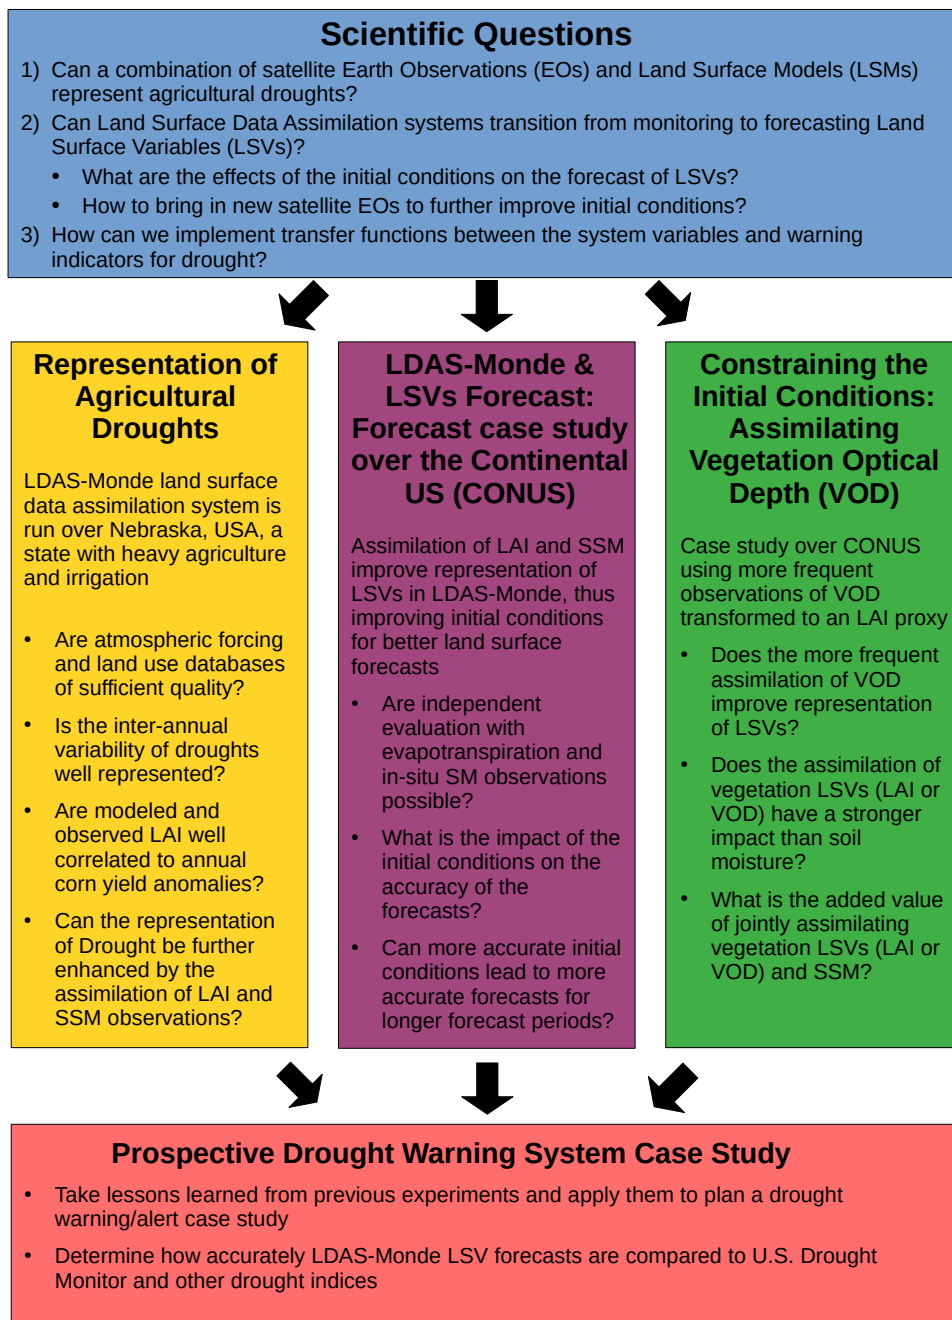 Scientific Questions
1) Can a combination of satellite Earth Observations (EOs) and Land Surface Models (LSMs)
represent agricultural droughts?
2) Can Land Surface Data Assimilation systems transition from monitoring to forecasting Land
Surface Variables (LSVs)?
• What are the effects of the initial conditions on the forecast of LSVs?
• How to bring in new satellite EOs to further improve initial conditions?
3) How can we implement transfer functions between the system variables and warning
indicators for drought?
Representation of
Agricultural
Droughts
LDAS-Monde land surface
data assimilation system is
run over Nebraska, USA, a
state with heavy agriculture
and irrigation
• Are atmospheric forcing
and land use databases
of sufficient quality?
• Is the inter-annual
variability of droughts
well represented?
• Are modeled and
observed LAI well
correlated to annual
corn yield anomalies?
• Can the representation
of Drought be further
enhanced by the
assimilation of LAI and
SSM observations?
LDAS-Monde &
LSVs Forecast:
Forecast case study
over the Continental
US (CONUS)
Assimilation of LAI and SSM
improve representation of
LSVs in LDAS-Monde, thus
improving initial conditions
for better land surface
forecasts
• Are independent
evaluation with
evapotranspiration and
in-situ SM observations
possible?
• What is the impact of the
initial conditions on the
accuracy of the
forecasts?
• Can more accurate initial
conditions lead to more
accurate forecasts for
longer forecast periods?
Constraining the
Initial Conditions:
Assimilating
Vegetation Optical
Depth (VOD)
Case study over CONUS
using more frequent
observations of VOD
transformed to an LAI proxy
• Does the more frequent
assimilation of VOD
improve representation
of LSVs?
• Does the assimilation of
vegetation LSVs (LAI or
VOD) have a stronger
impact than soil
moisture?
• What is the added value
of jointly assimilating
vegetation LSVs (LAI or
VOD) and SSM?
Prospective Drought Warning System Case Study
• Take lessons learned from previous experiments and apply them to plan a drought
warning/alert case study
• Determine how accurately LDAS-Monde LSV forecasts are compared to U.S. Drought
Monitor and other drought indices